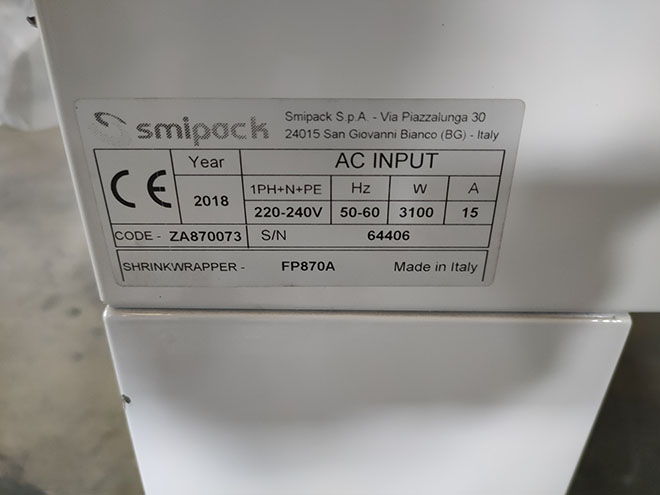 smipack
Smipack S.p.A. - Via Piazzalunga 30
24015 San Giovanni Bianco (BG) - Italy
CE
Year
2018
AC INPUT
1PH+N+PE Hz W A
220-240V 50-60 3100 15
CODE - ZA870073 S/N 64406
SHRINKWRAPPER - FP870A Made in Italy